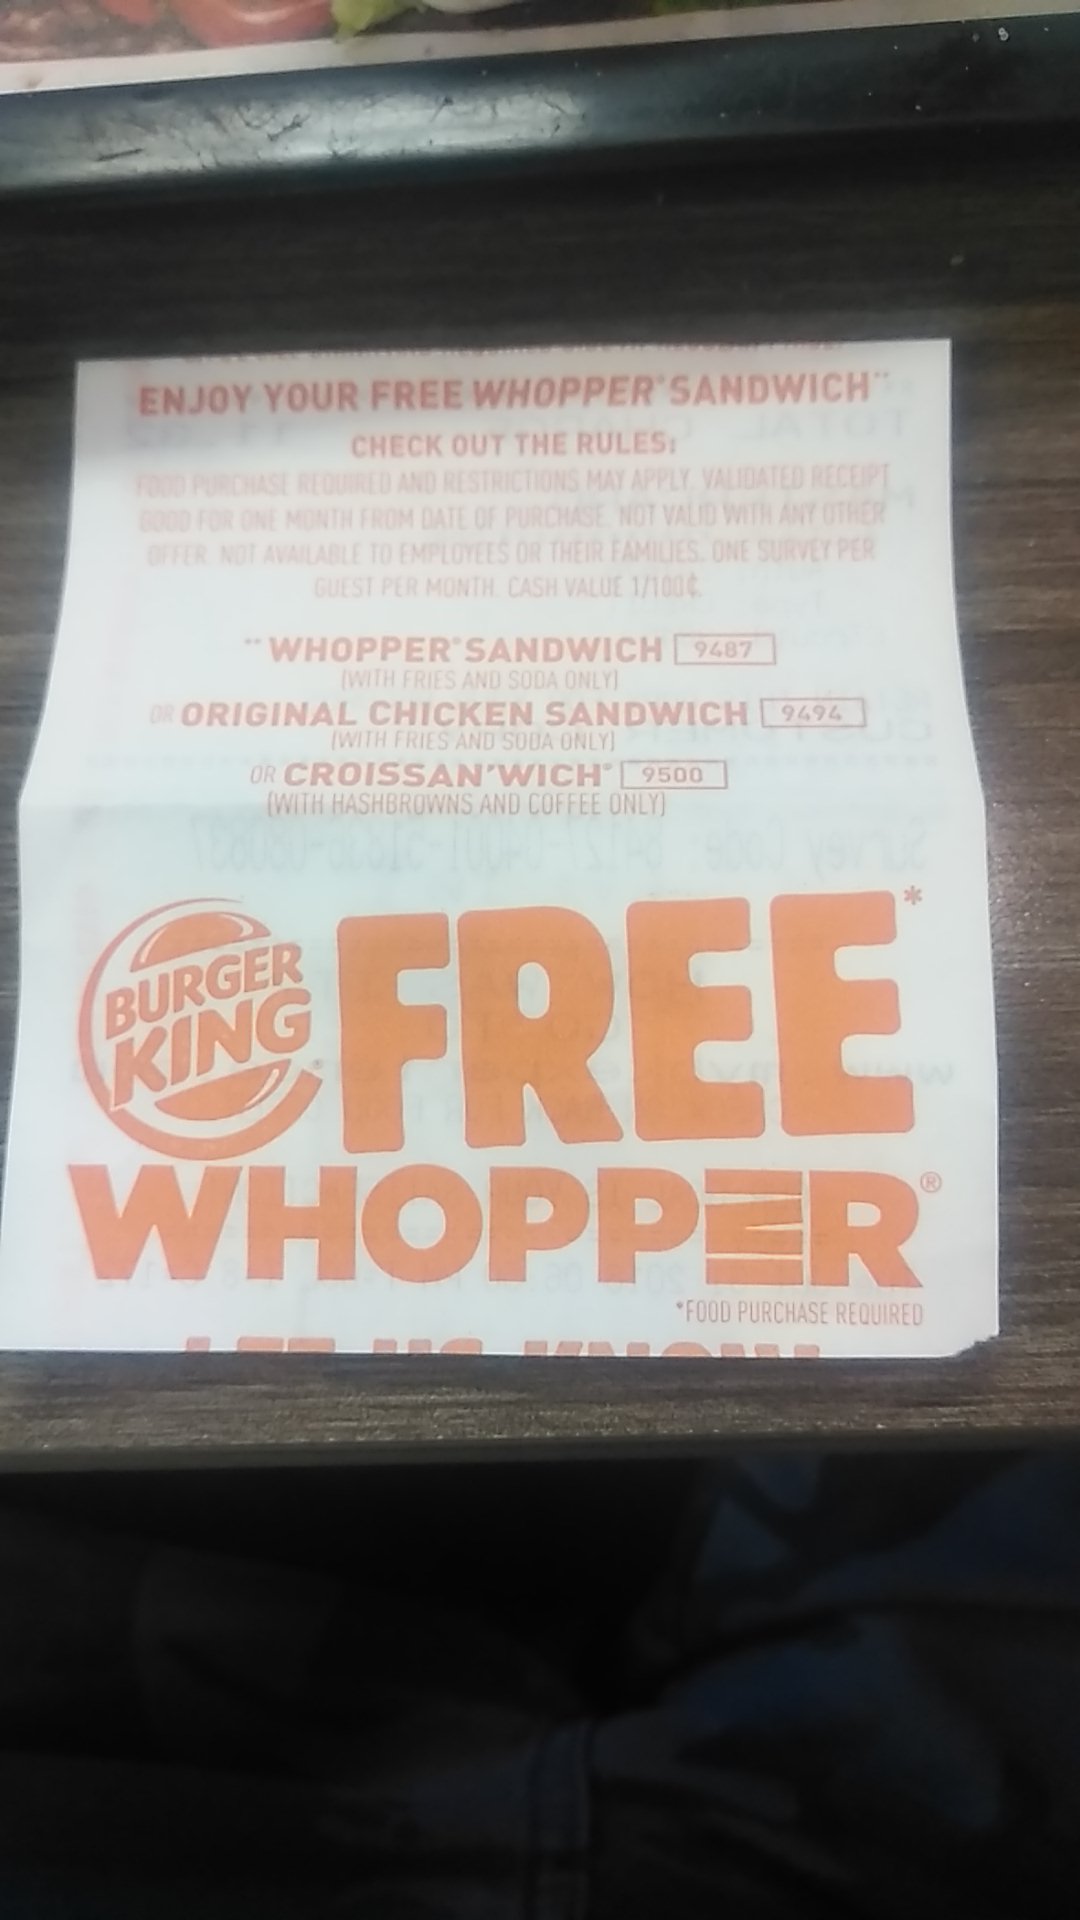 ENJOY YOUR FREE WHOPPER® SANDWICH**
CHECK OUT THE RULES:
FOOD PURCHASE REQUIRED AND RESTRICTIONS MAY APPLY. VALIDATED RECEIPT
GOOD FOR ONE MONTH FROM DATE OF PURCHASE. NOT VALID WITH ANY OTHER
OFFER. NOT AVAILABLE TO EMPLOYEES OR THEIR FAMILIES. ONE SURVEY PER
GUEST PER MONTH. CASH VALUE 1/100¢.
**WHOPPER® SANDWICH 9487
(WITH FRIES AND SODA ONLY)
OR ORIGINAL CHICKEN SANDWICH 9494
(WITH FRIES AND SODA ONLY)
OR CROISSAN'WICH® 9500
(WITH HASHBROWNS AND COFFEE ONLY)
BURGER KING® FREE*
WHOPPER®
*FOOD PURCHASE REQUIRED
LET US KNOW